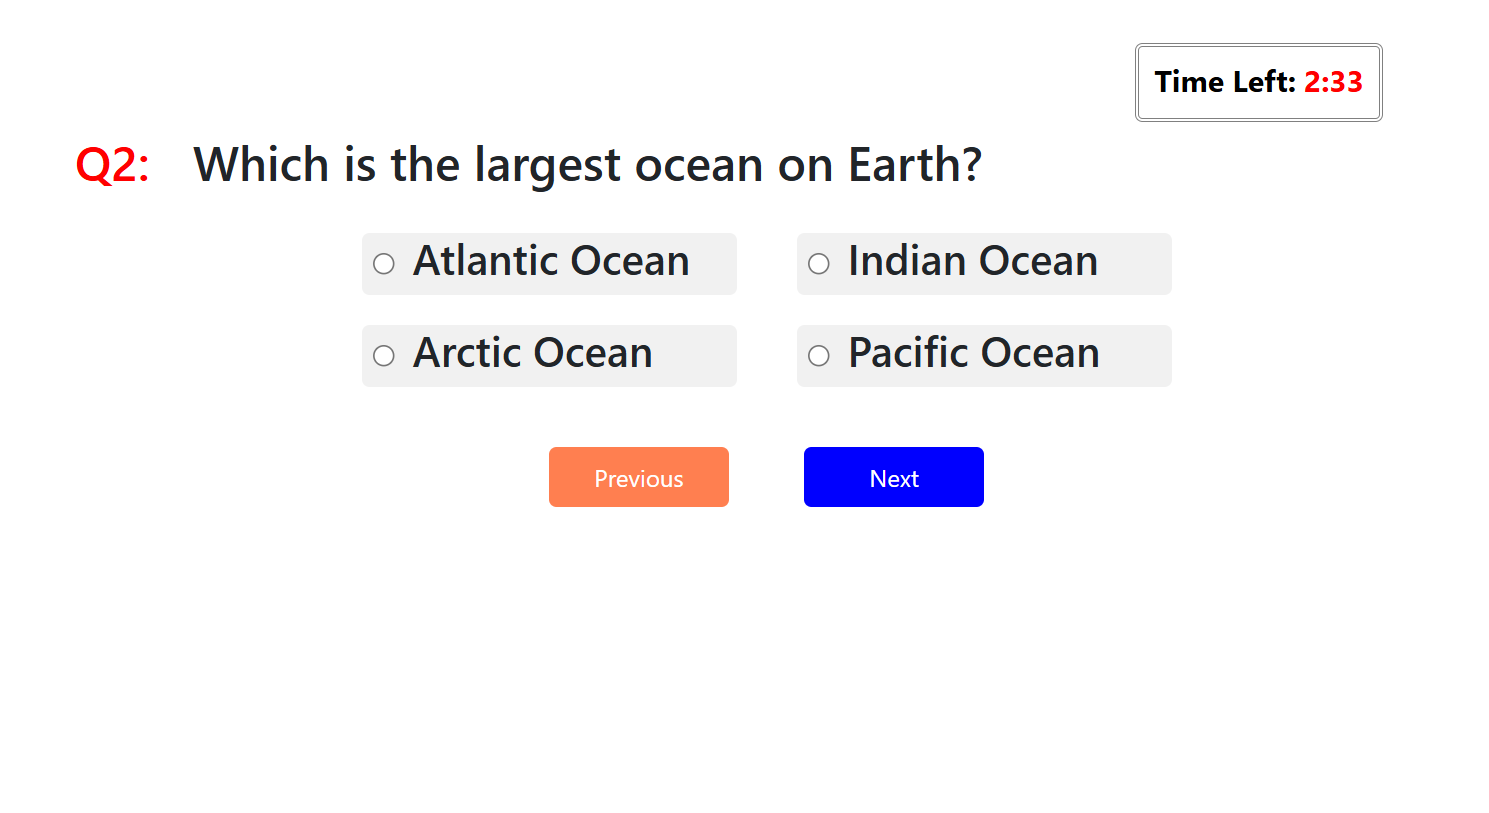 Time Left: 2:33
Q2: Which is the largest ocean on Earth?
Atlantic Ocean
Indian Ocean
Arctic Ocean
Pacific Ocean
Previous
Next